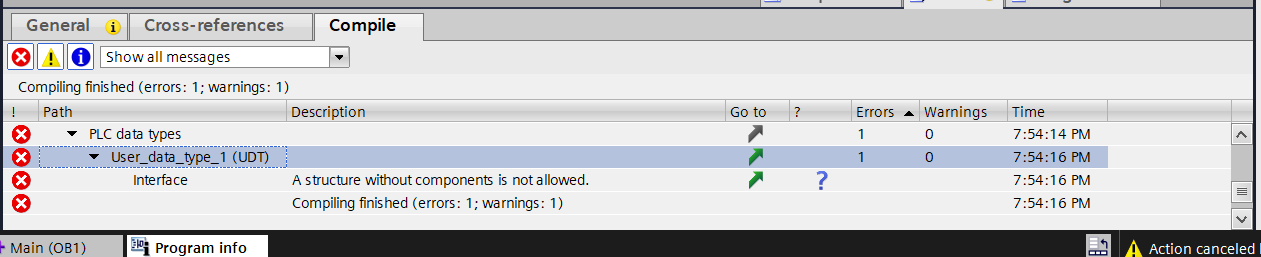 General Cross-references Compile
Show all messages
Compiling finished (errors: 1; warnings: 1)
! Path Description Go to ? Errors Warnings Time
PLC data types 1 0 7:54:14 PM
User_data_type_1 (UDT) 1 0 7:54:16 PM
Interface A structure without components is not allowed. ? 7:54:16 PM
Compiling finished (errors: 1; warnings: 1) 7:54:16 PM
Main (OB1) Program info Action canceled